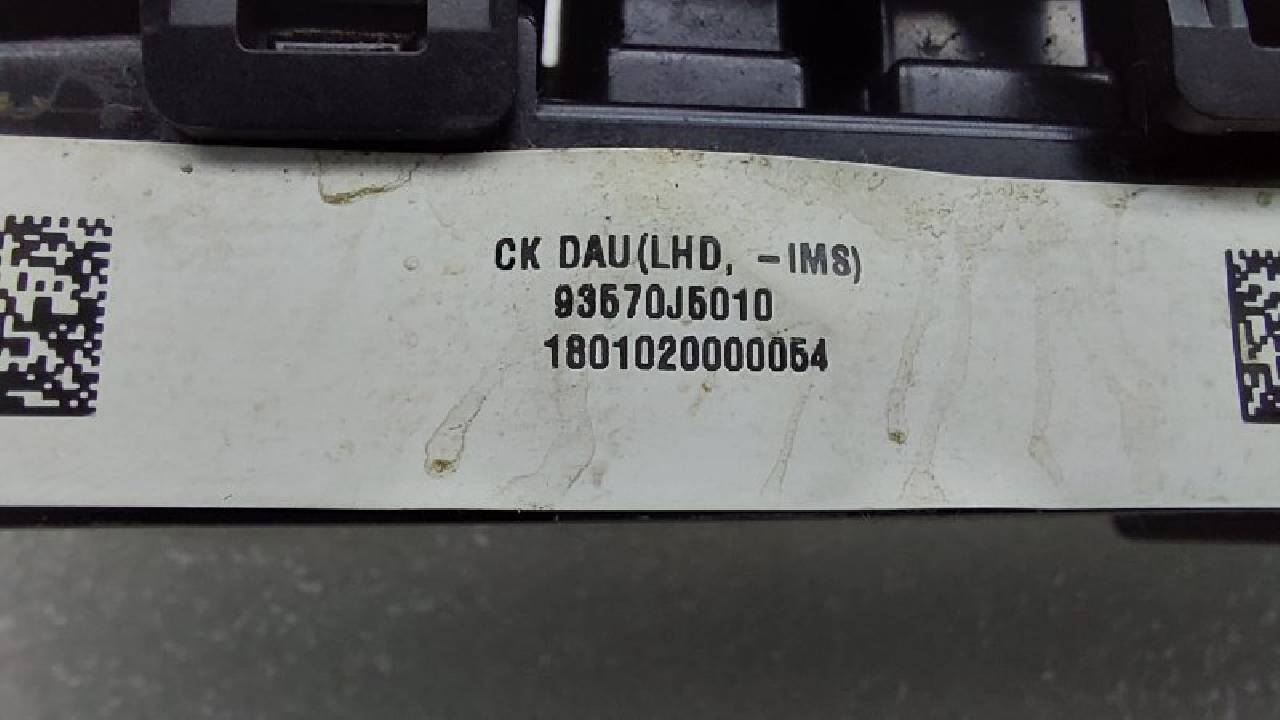 CK DAU(LHD, -IMS)
93570J5010
1801020000054